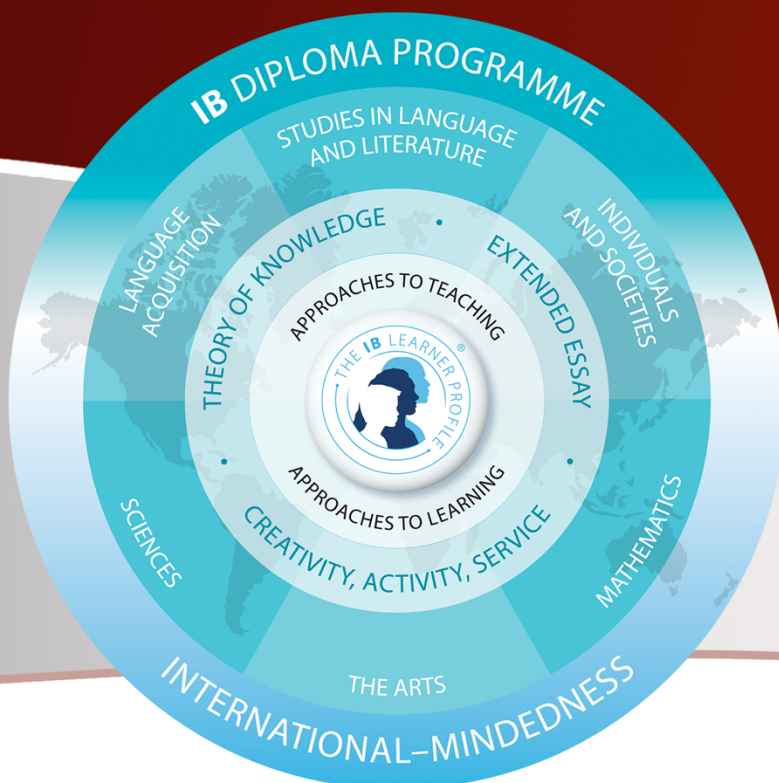 IB DIPLOMA PROGRAMME
STUDIES IN LANGUAGE
AND LITERATURE
LANGUAGE
ACQUISITION
INDIVIDUALS
AND SOCIETIES
THEORY OF KNOWLEDGE
•
EXTENDED ESSAY
•
CREATIVITY, ACTIVITY, SERVICE
•
APPROACHES TO TEACHING
THE IB LEARNER PROFILE®
APPROACHES TO LEARNING
SCIENCES
MATHEMATICS
THE ARTS
INTERNATIONAL–MINDEDNESS